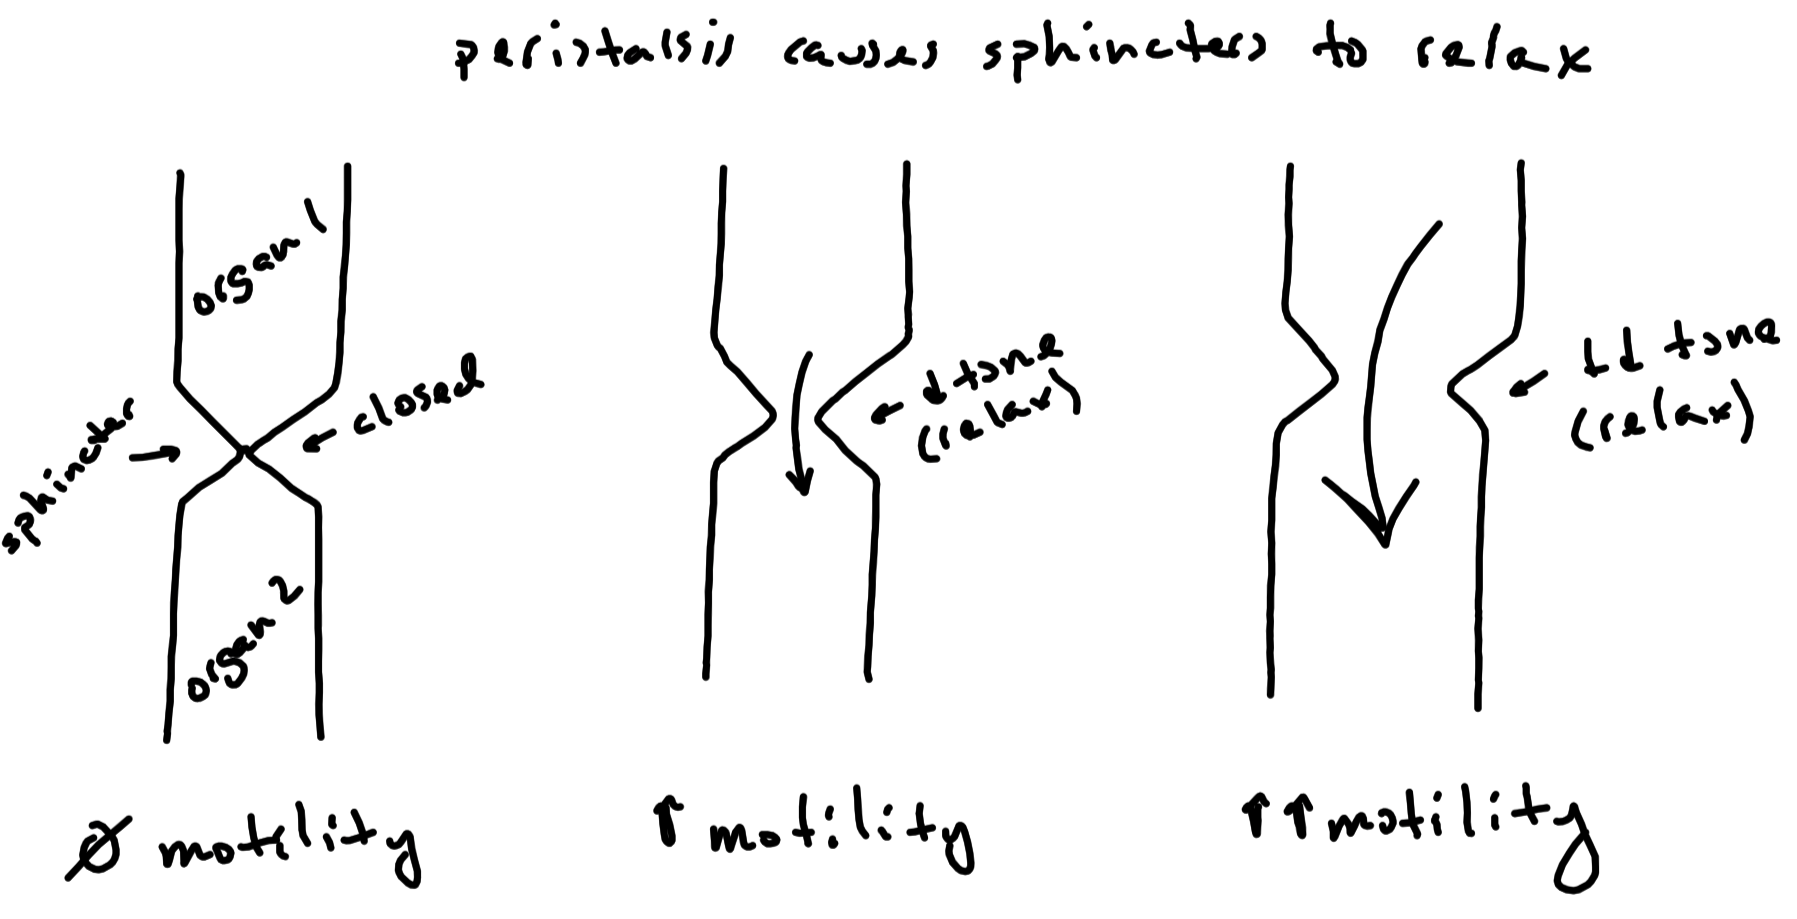 peristalsis causes sphincters to relax
organ 1
sphincter →
← closed
organ 2
Ø motility
← ↓ tone
(relax)
↑ motility
← ↓↓ tone
(relax)
↑↑ motility